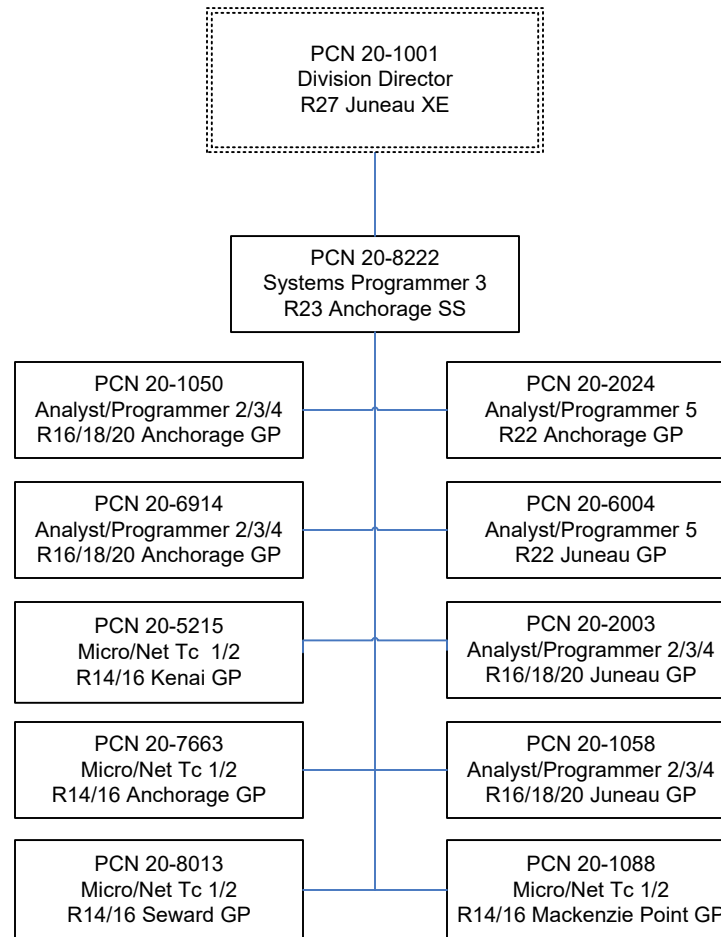 PCN 20-1001
Division Director
R27 Juneau XE
PCN 20-8222
Systems Programmer 3
R23 Anchorage SS
PCN 20-1050
Analyst/Programmer 2/3/4
R16/18/20 Anchorage GP
PCN 20-2024
Analyst/Programmer 5
R22 Anchorage GP
PCN 20-6914
Analyst/Programmer 2/3/4
R16/18/20 Anchorage GP
PCN 20-6004
Analyst/Programmer 5
R22 Juneau GP
PCN 20-5215
Micro/Net Tc 1/2
R14/16 Kenai GP
PCN 20-2003
Analyst/Programmer 2/3/4
R16/18/20 Juneau GP
PCN 20-7663
Micro/Net Tc 1/2
R14/16 Anchorage GP
PCN 20-1058
Analyst/Programmer 2/3/4
R16/18/20 Juneau GP
PCN 20-8013
Micro/Net Tc 1/2
R14/16 Seward GP
PCN 20-1088
Micro/Net Tc 1/2
R14/16 Mackenzie Point GP